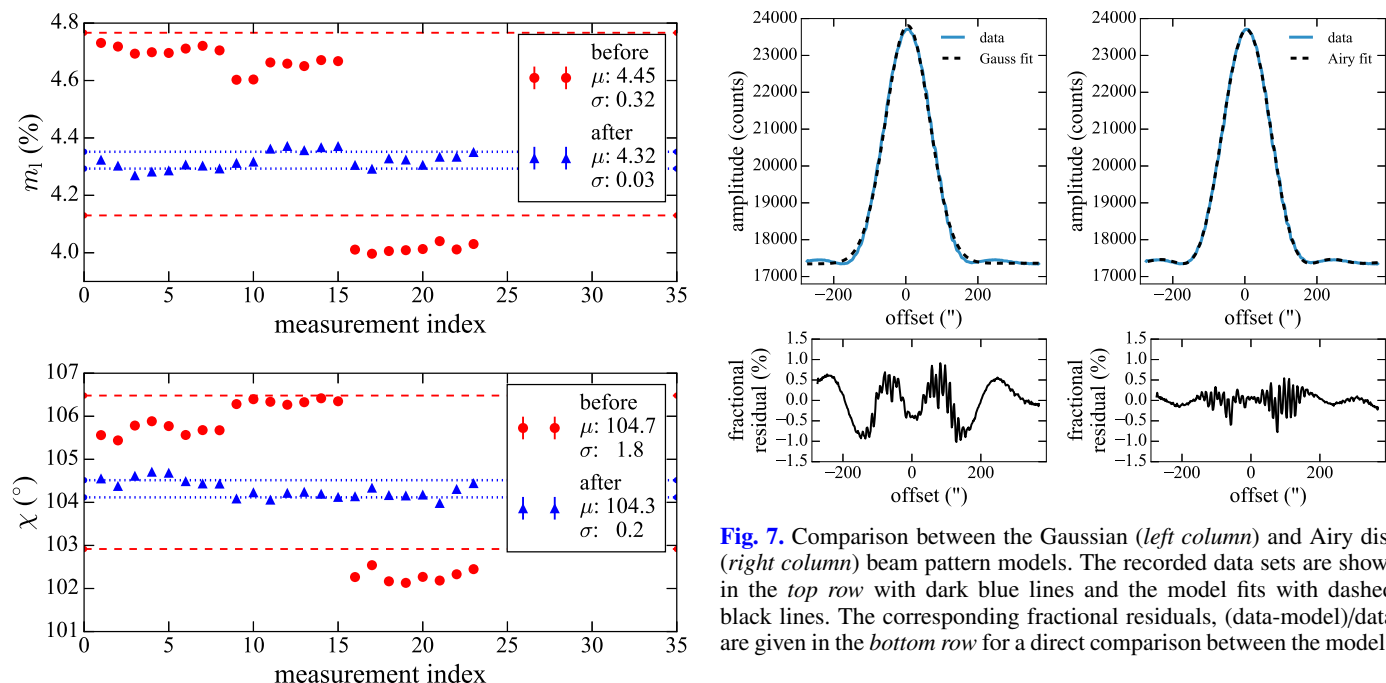 4.8
4.6
4.4
4.2
4.0
m₁ (%)
before
μ: 4.45
σ: 0.32
after
μ: 4.32
σ: 0.03
0 5 10 15 20 25 30 35
measurement index
107
106
105
104
103
102
101
χ (°)
before
μ: 104.7
σ: 1.8
after
μ: 104.3
σ: 0.2
0 5 10 15 20 25 30 35
measurement index
24000
23000
22000
21000
20000
19000
18000
17000
amplitude (counts)
data
Gauss fit
−200 0 200
offset (")
24000
23000
22000
21000
20000
19000
18000
17000
amplitude (counts)
data
Airy fit
−200 0 200
offset (")
1.5
1.0
0.5
0.0
−0.5
−1.0
−1.5
fractional
residual (%)
−200 0 200
offset (")
1.5
1.0
0.5
0.0
−0.5
−1.0
−1.5
fractional
residual (%)
−200 0 200
offset (")
Fig. 7. Comparison between the Gaussian (left column) and Airy dis
(right column) beam pattern models. The recorded data sets are show
in the top row with dark blue lines and the model fits with dashed
black lines. The corresponding fractional residuals, (data-model)/data
are given in the bottom row for a direct comparison between the model